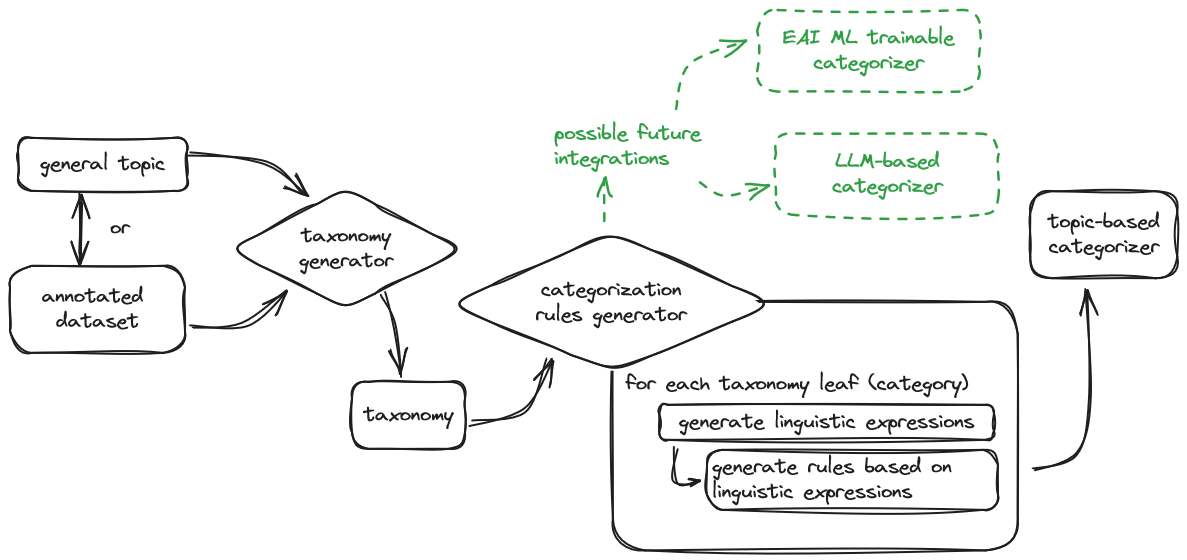 EAI ML trainable
categorizer
possible future
integrations
LLM-based
categorizer
general topic
or
annotated
dataset
taxonomy
generator
taxonomy
categorization
rules generator
for each taxonomy leaf (category)
generate linguistic expressions
generate rules based on
linguistic expressions
topic-based
categorizer